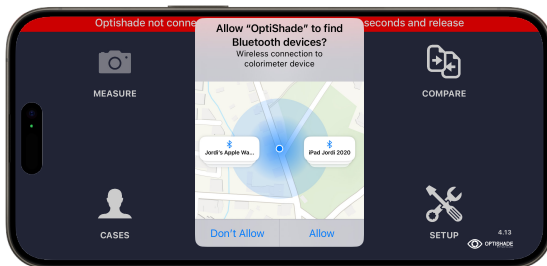 Optishade not conne
seconds and release
Allow “OptiShade” to find
Bluetooth devices?
Wireless connection to
colorimeter device
MEASURE
COMPARE
Jordi's Apple Wa...
iPad Jordi 2020
Don't Allow
Allow
CASES
SETUP
4.13
OPTISHADE